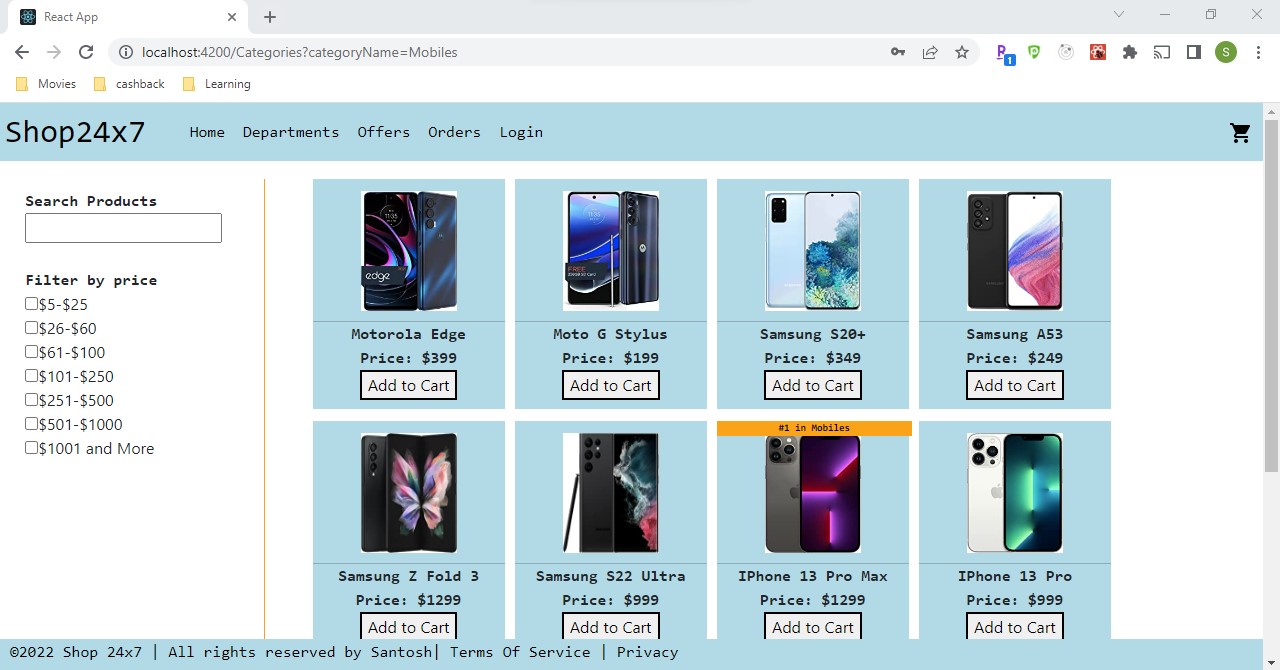 React App
localhost:4200/Categories?categoryName=Mobiles
1
S
Movies cashback Learning
Shop24x7 Home Departments Offers Orders Login
Search Products
Filter by price
$5-$25
$26-$60
$61-$100
$101-$250
$251-$500
$501-$1000
$1001 and More
edge
FREE
Motorola Edge Moto G Stylus Samsung S20+ Samsung A53
Price: $399 Price: $199 Price: $349 Price: $249
Add to Cart Add to Cart Add to Cart Add to Cart
#1 in Mobiles
Samsung Z Fold 3 Samsung S22 Ultra IPhone 13 Pro Max IPhone 13 Pro
Price: $1299 Price: $999 Price: $1299 Price: $999
Add to Cart Add to Cart Add to Cart Add to Cart
©2022 Shop 24x7 | All rights reserved by Santosh| Terms Of Service | Privacy